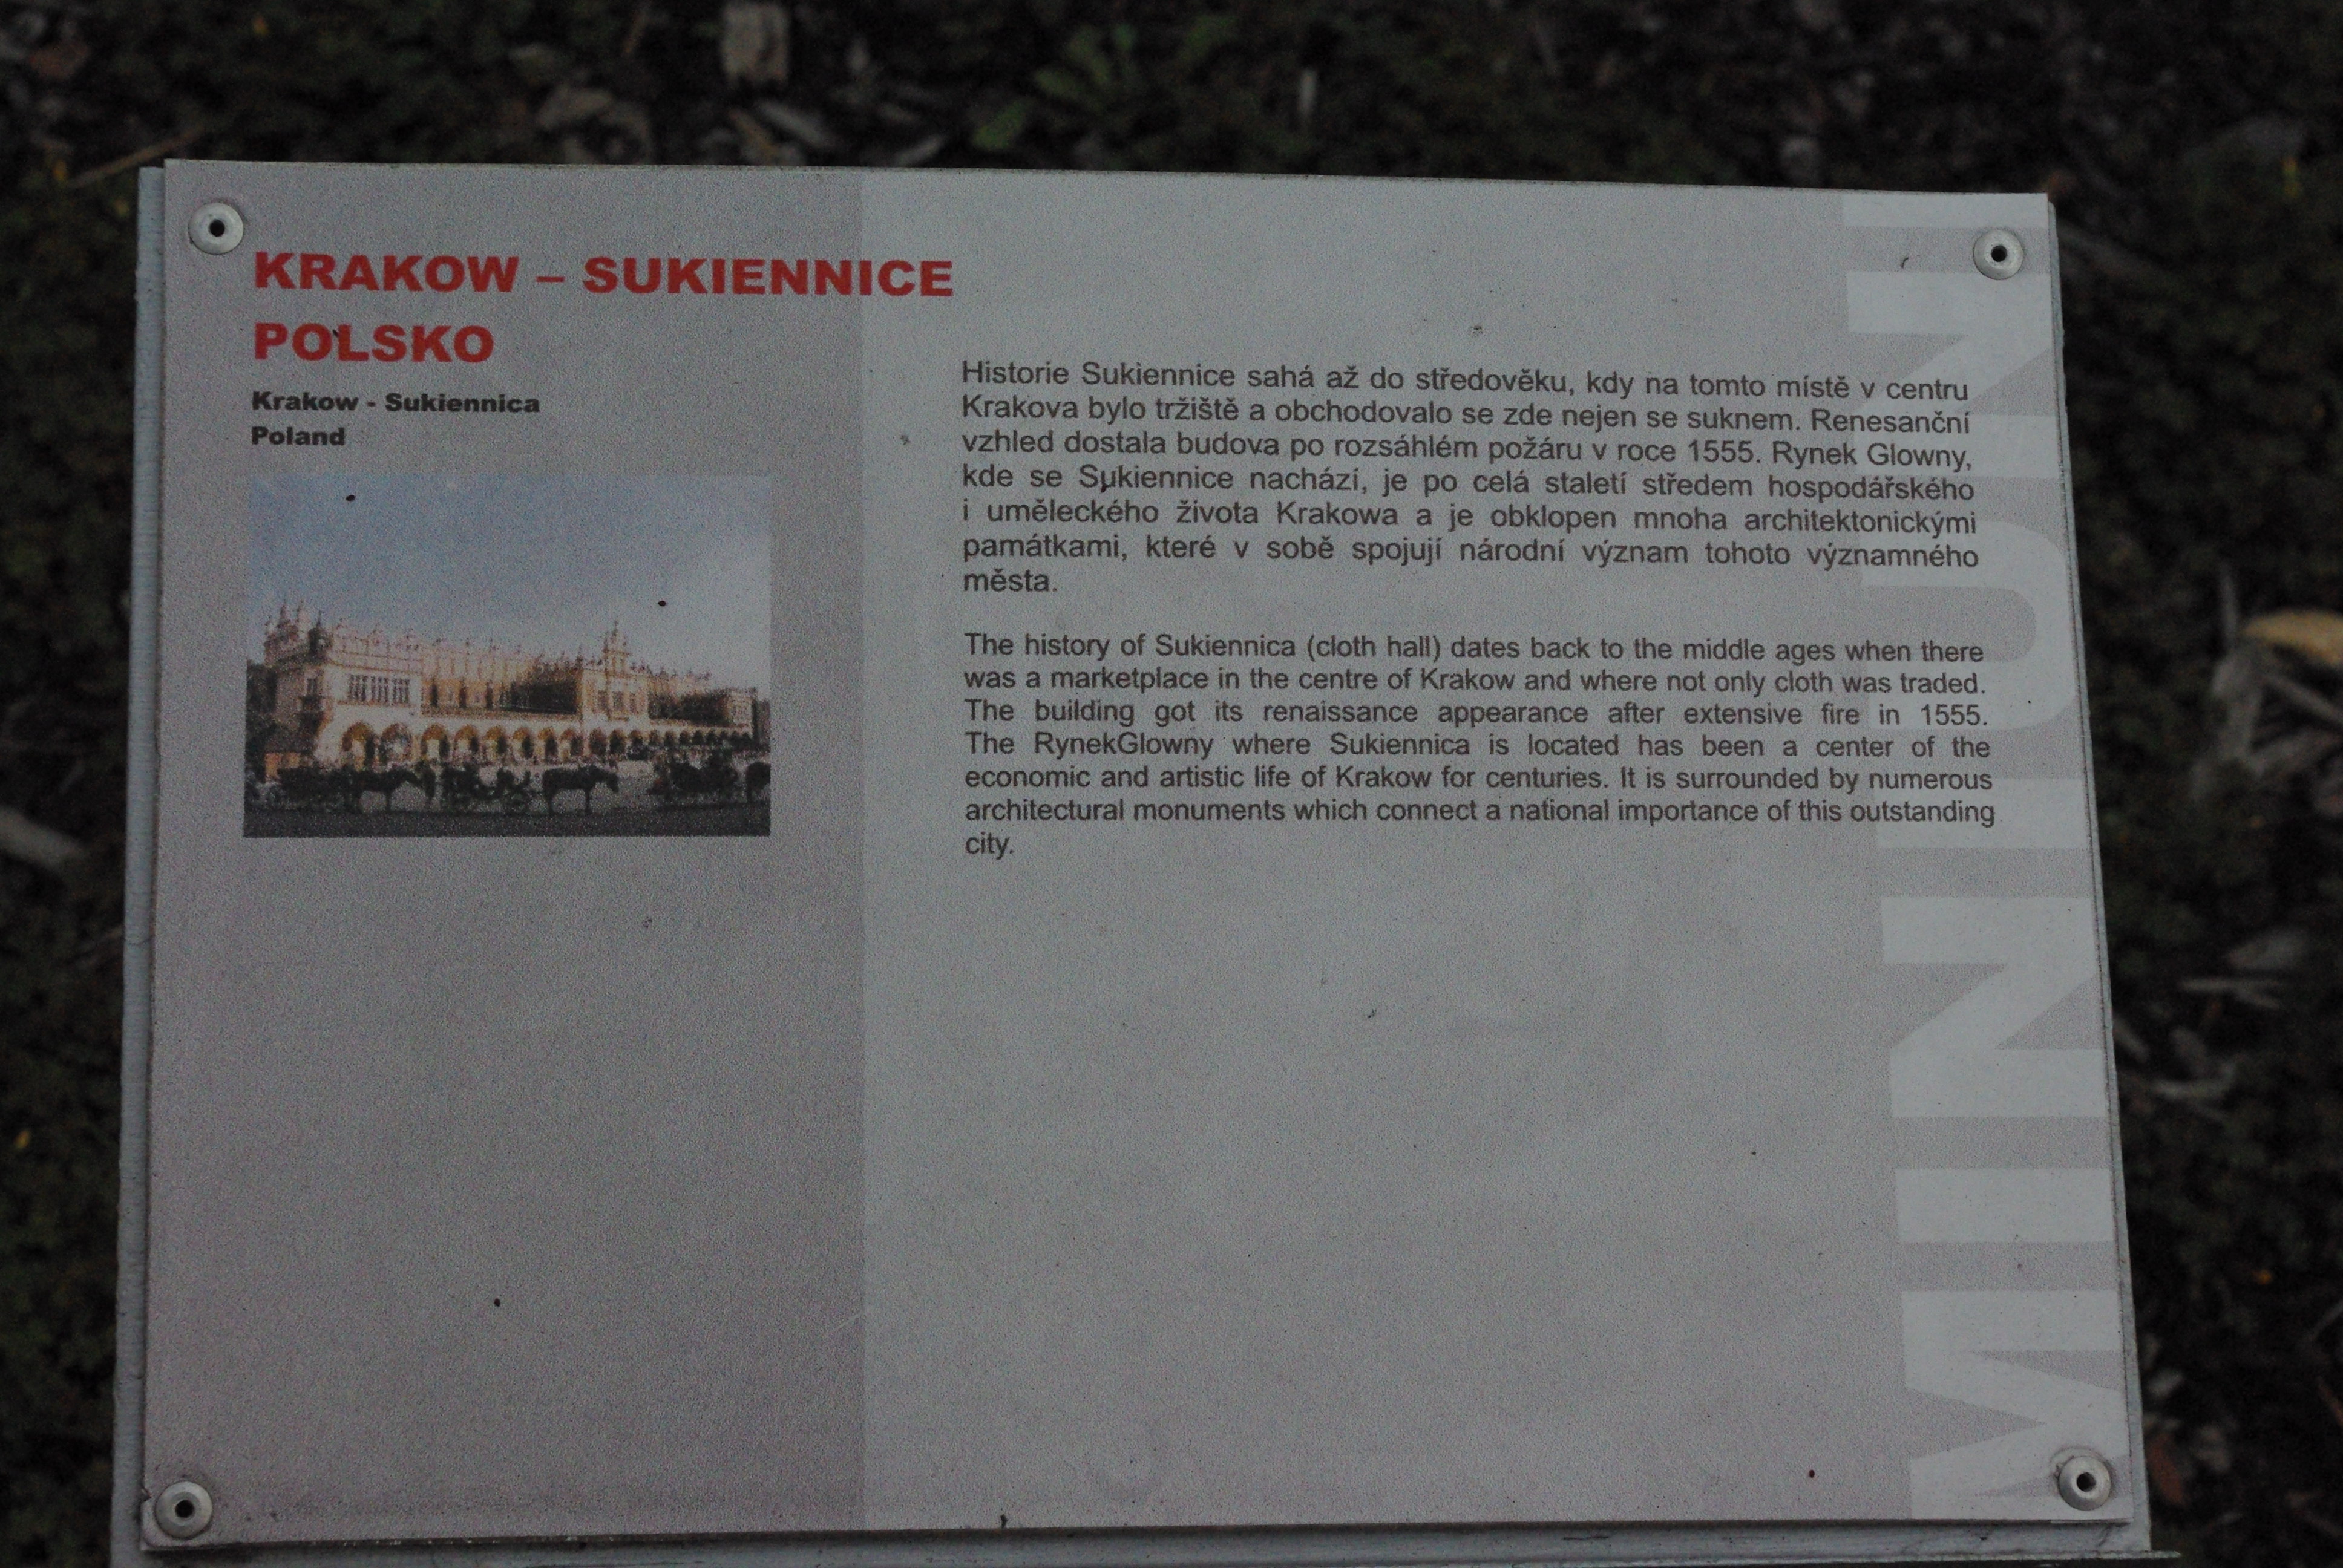 KRAKOW – SUKIENNICE
POLSKO
Krakow - Sukiennica
Poland
Historie Sukiennice sahá až do středověku, kdy na tomto místě v centru
Krakova bylo tržiště a obchodovalo se zde nejen se suknem. Renesanční
vzhled dostala budova po rozsáhlém požáru v roce 1555. Rynek Glowny,
kde se Sukiennice nachází, je po celá staletí středem hospodářského
i uměleckého života Krakowa a je obklopen mnoha architektonickými
památkami, které v sobě spojují národní význam tohoto významného
města.
The history of Sukiennica (cloth hall) dates back to the middle ages when there
was a marketplace in the centre of Krakow and where not only cloth was traded.
The building got its renaissance appearance after extensive fire in 1555.
The RynekGlowny where Sukiennica is located has been a center of the
economic and artistic life of Krakow for centuries. It is surrounded by numerous
architectural monuments which connect a national importance of this outstanding
city.
MINIUNI